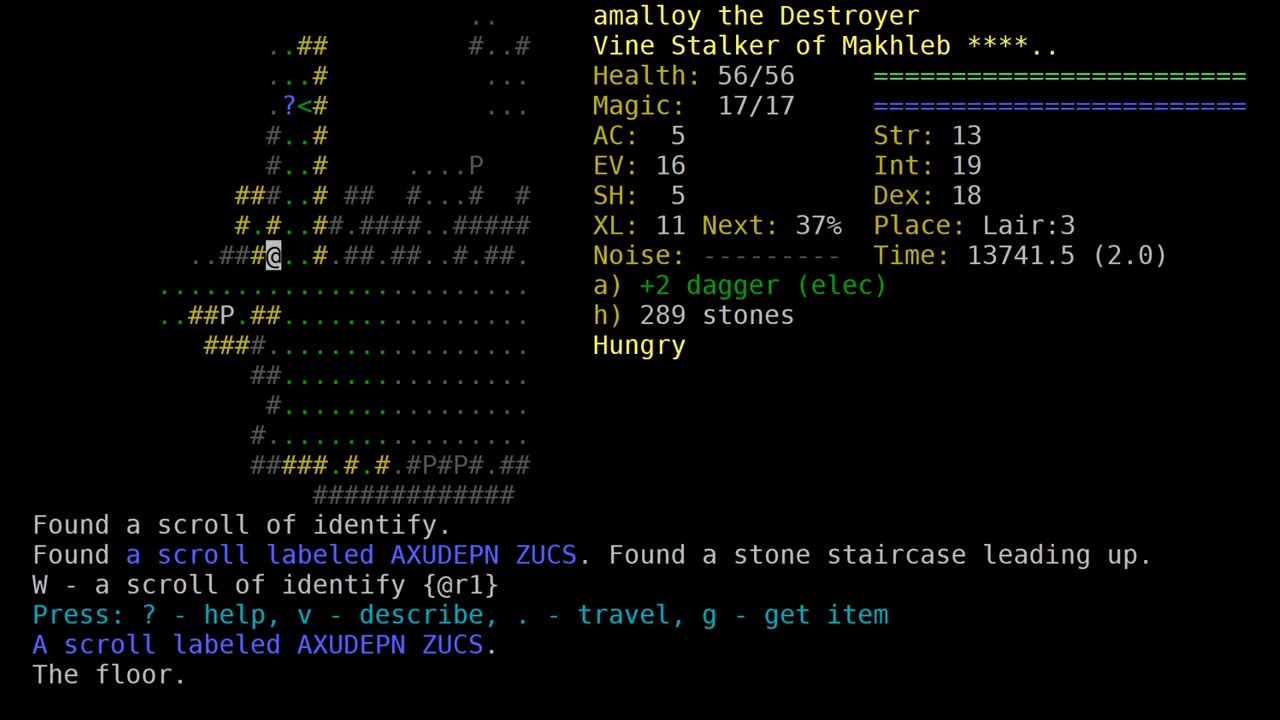 ..
..## #..#
...# ...
.?<# ...
#..#
#..# ....P
###..# ## #...# #
#.#..##.####..#####
..###@..#.##.##..#.##.
........................
..##P.##................
####.................
##................
#................
#.................
#####.#.#.#P#P#.##
#############
amalloy the Destroyer
Vine Stalker of Makhleb ****..
Health: 56/56 ========================
Magic: 17/17 ========================
AC: 5 Str: 13
EV: 16 Int: 19
SH: 5 Dex: 18
XL: 11 Next: 37% Place: Lair:3
Noise: --------- Time: 13741.5 (2.0)
a) +2 dagger (elec)
h) 289 stones
Hungry
Found a scroll of identify.
Found a scroll labeled AXUDEPN ZUCS. Found a stone staircase leading up.
W - a scroll of identify {@r1}
Press: ? - help, v - describe, . - travel, g - get item
A scroll labeled AXUDEPN ZUCS.
The floor.